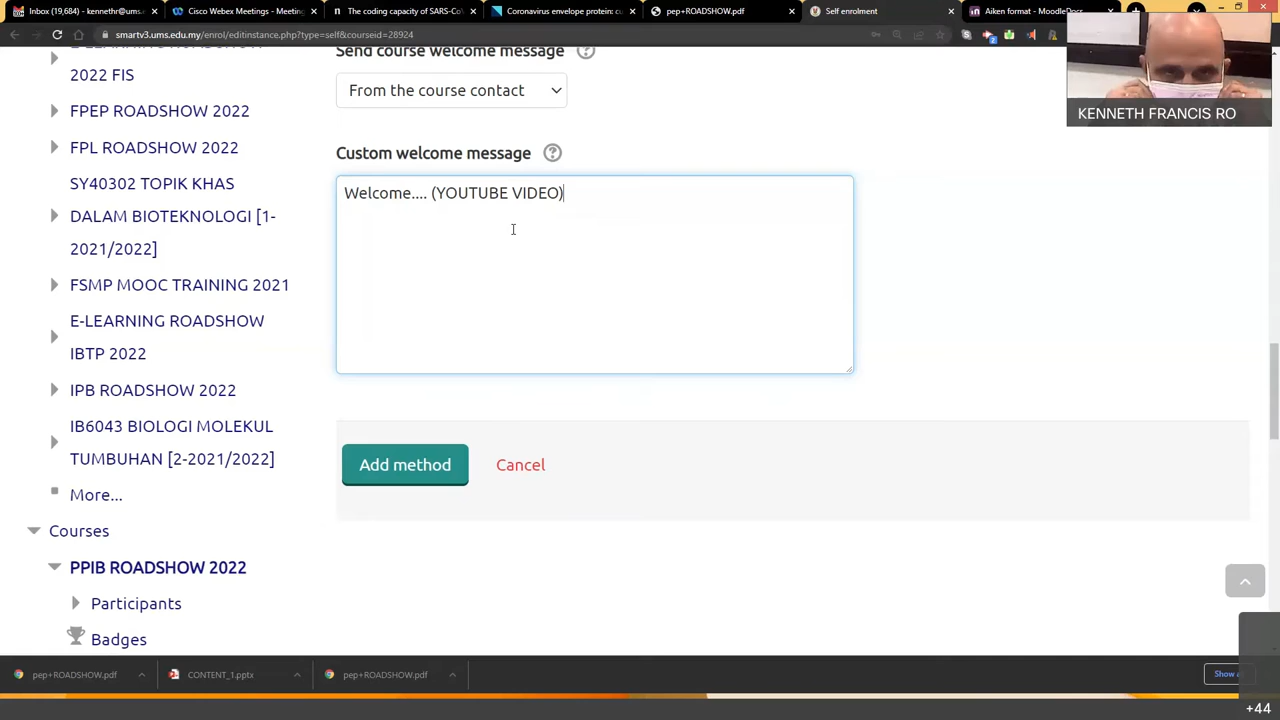 Inbox (19,684) - kenneth@ums.e
Cisco Webex Meetings - Meeting
The coding capacity of SARS-CoV
Coronavirus envelope protein: cu
pep+ROADSHOW.pdf
Self enrolment
Aiken format - MoodleDocs
smartv3.ums.edu.my/enrol/editinstance.php?type=self&courseid=28924
2022 FIS
FPEP ROADSHOW 2022
FPL ROADSHOW 2022
SY40302 TOPIK KHAS
DALAM BIOTEKNOLOGI [1-
2021/2022]
FSMP MOOC TRAINING 2021
E-LEARNING ROADSHOW
IBTP 2022
IPB ROADSHOW 2022
IB6043 BIOLOGI MOLEKUL
TUMBUHAN [2-2021/2022]
More...
Courses
PPIB ROADSHOW 2022
Participants
Badges
Send course welcome message
From the course contact
Custom welcome message
Welcome.... (YOUTUBE VIDEO)
Add method
Cancel
KENNETH FRANCIS RO
pep+ROADSHOW.pdf
CONTENT_1.pptx
pep+ROADSHOW.pdf
Show
+44